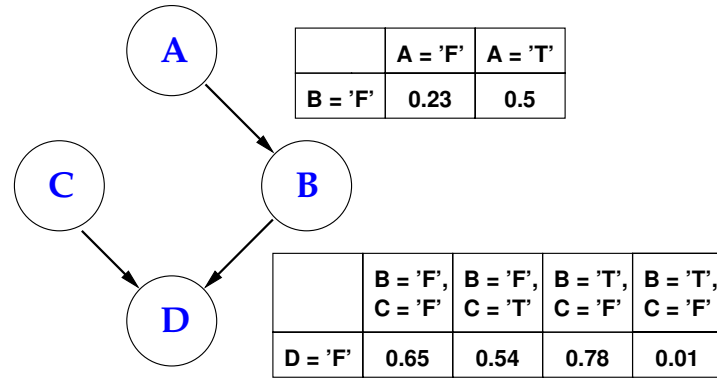 A
A = 'F' A = 'T'
B = 'F' 0.23 0.5
C
B
B = 'F', B = 'F', B = 'T', B = 'T',
C = 'F' C = 'T' C = 'F' C = 'F'
D
D = 'F' 0.65 0.54 0.78 0.01